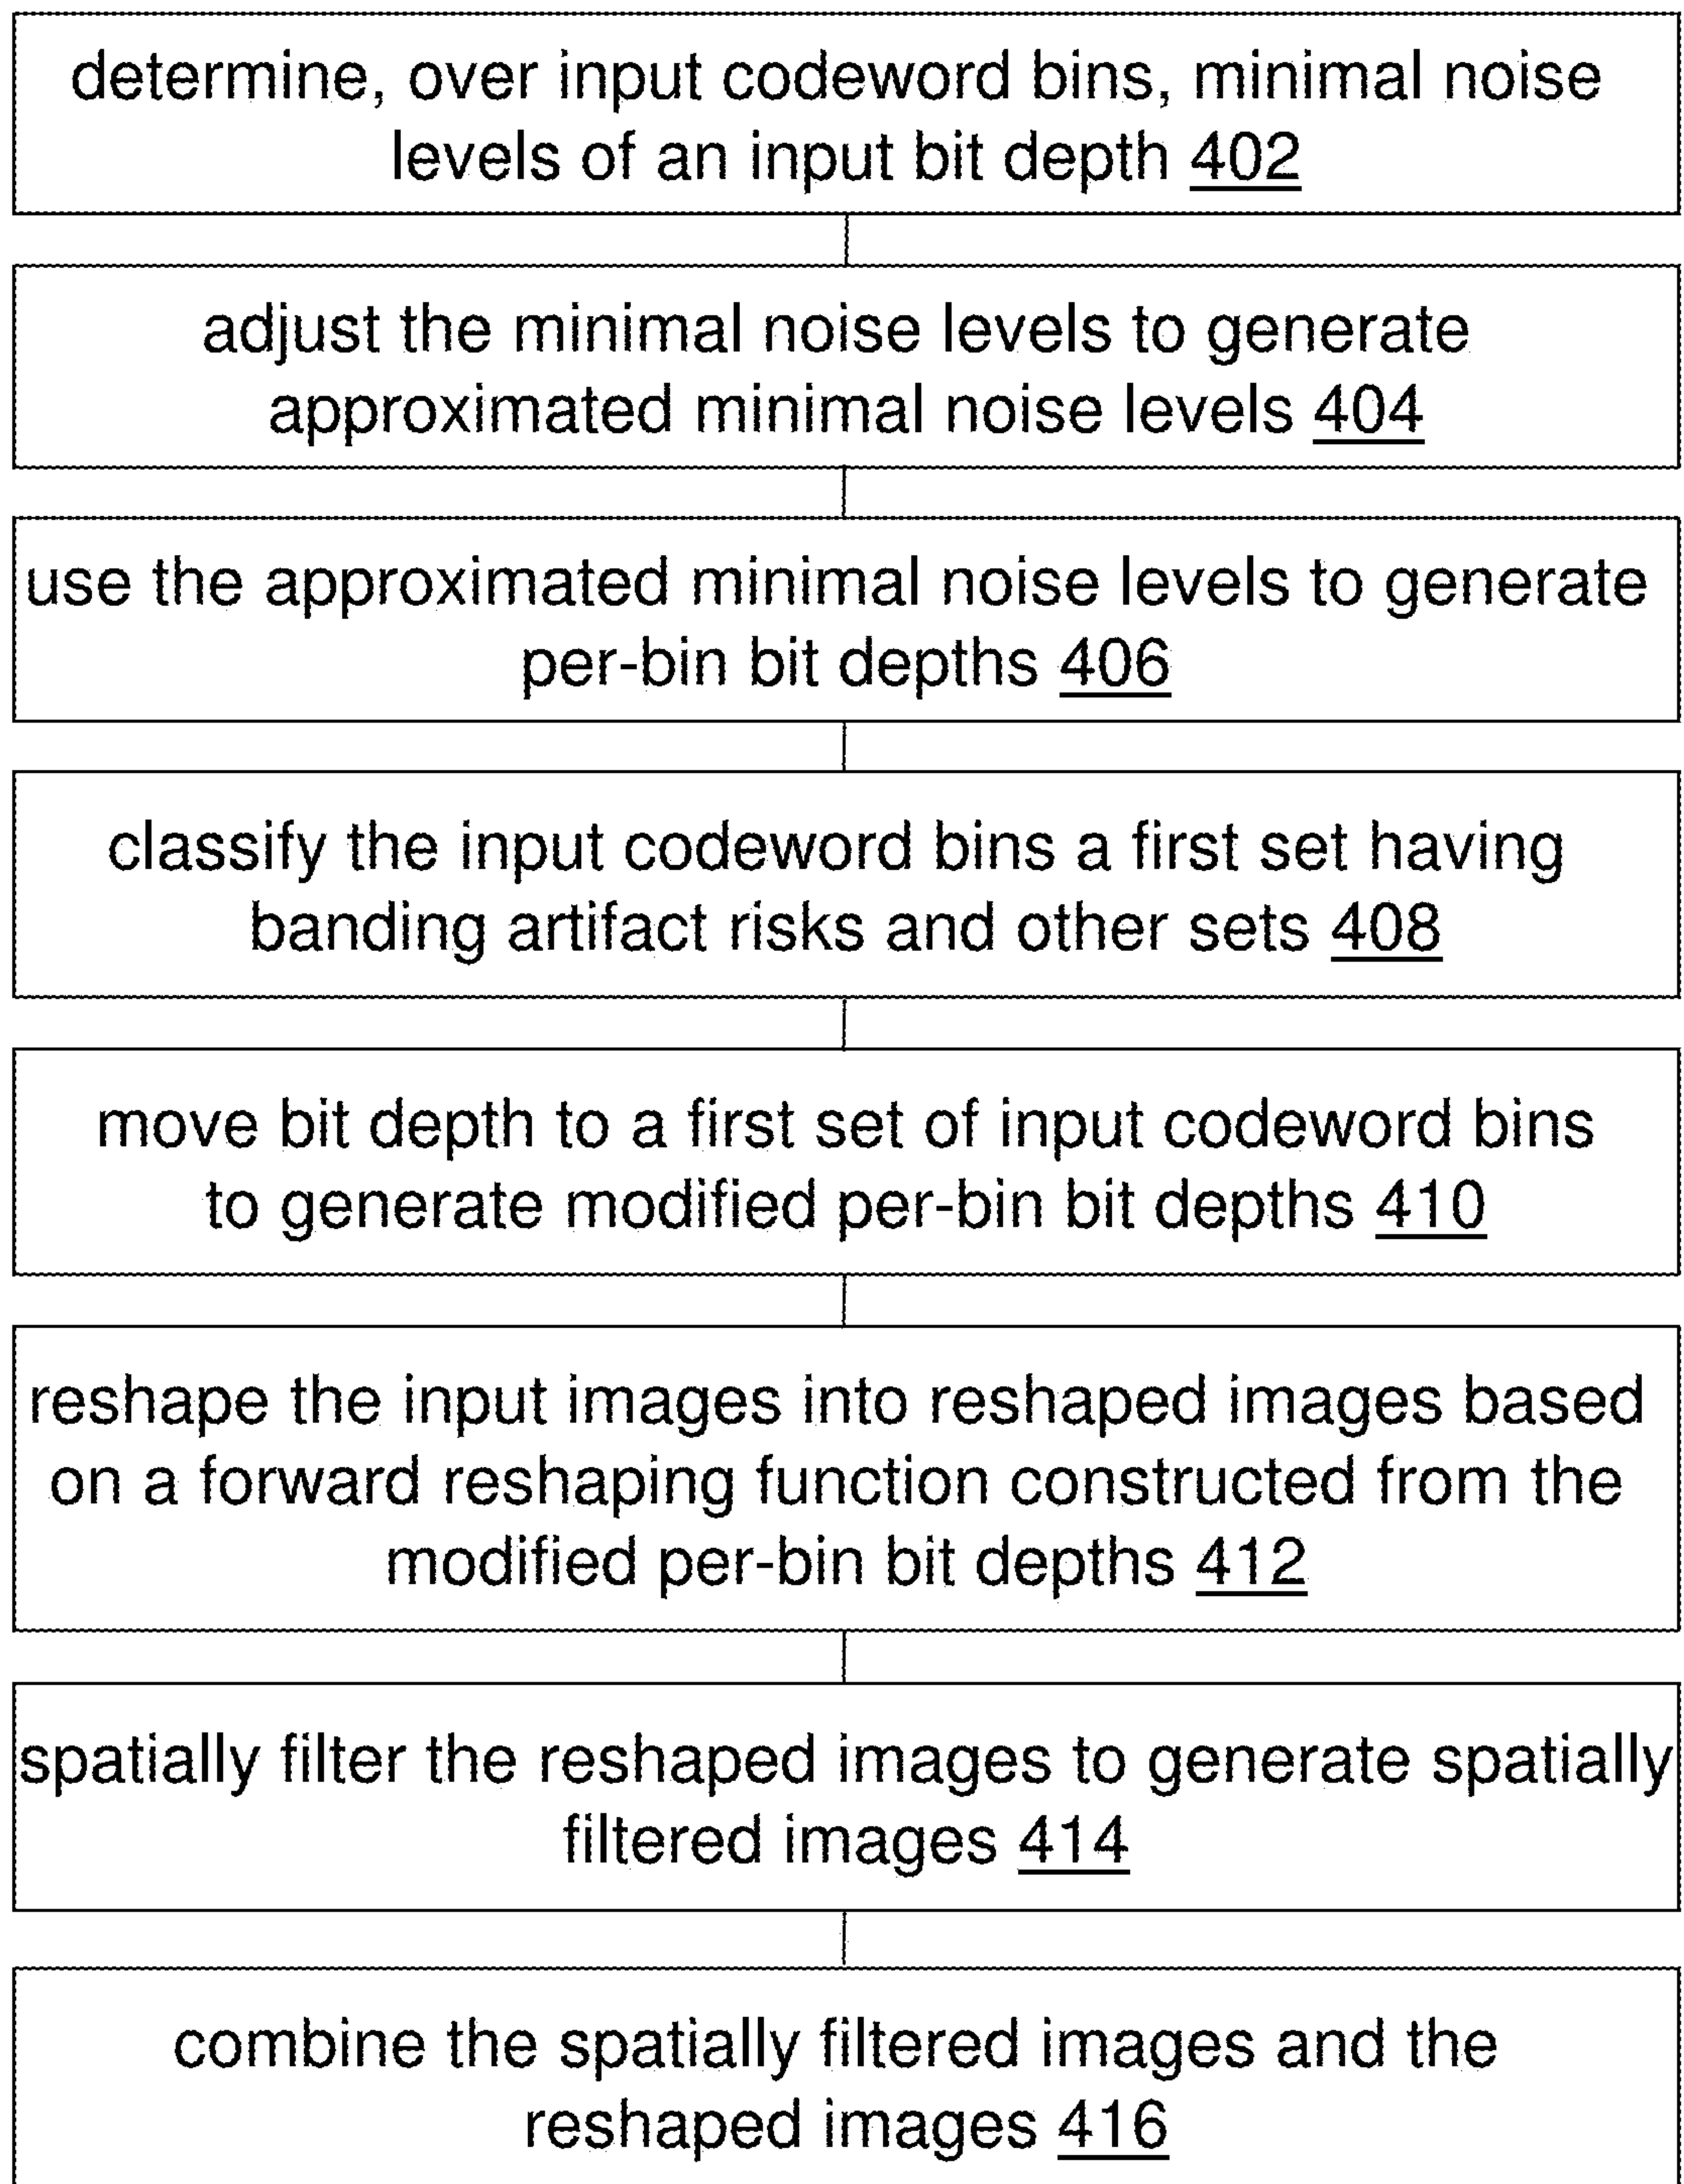 determine, over input codeword bins, minimal noise
levels of an input bit depth 402
adjust the minimal noise levels to generate
approximated minimal noise levels 404
use the approximated minimal noise levels to generate
per-bin bit depths 406
classify the input codeword bins a first set having
banding artifact risks and other sets 408
move bit depth to a first set of input codeword bins
to generate modified per-bin bit depths 410
reshape the input images into reshaped images based
on a forward reshaping function constructed from the
modified per-bin bit depths 412
spatially filter the reshaped images to generate spatially
filtered images 414
combine the spatially filtered images and the
reshaped images 416